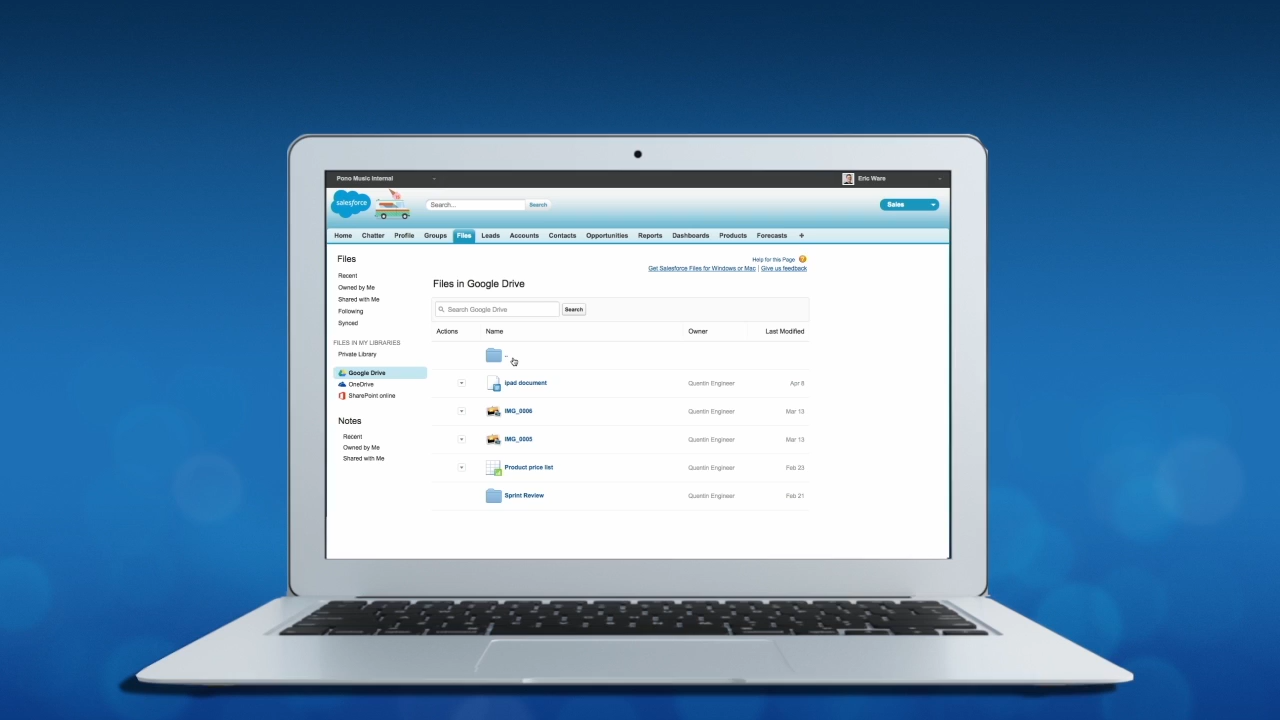 Pono Music Internal
Eric Ware
salesforce
Search...
Search
Sales
Home Chatter Profile Groups Files Leads Accounts Contacts Opportunities Reports Dashboards Products Forecasts +
Files
Recent
Owned by Me
Shared with Me
Following
Synced
FILES IN MY LIBRARIES
Private Library
Google Drive
OneDrive
SharePoint online
Notes
Recent
Owned by Me
Shared with Me
Help for this Page ?
Get Salesforce Files for Windows or Mac | Give us feedback
Files in Google Drive
Search Google Drive Search
Actions Name Owner Last Modified
..
ipad document Quentin Engineer Apr 8
IMG_0006 Quentin Engineer Mar 13
IMG_0005 Quentin Engineer Mar 13
Product price list Quentin Engineer Feb 23
Sprint Review Quentin Engineer Feb 21